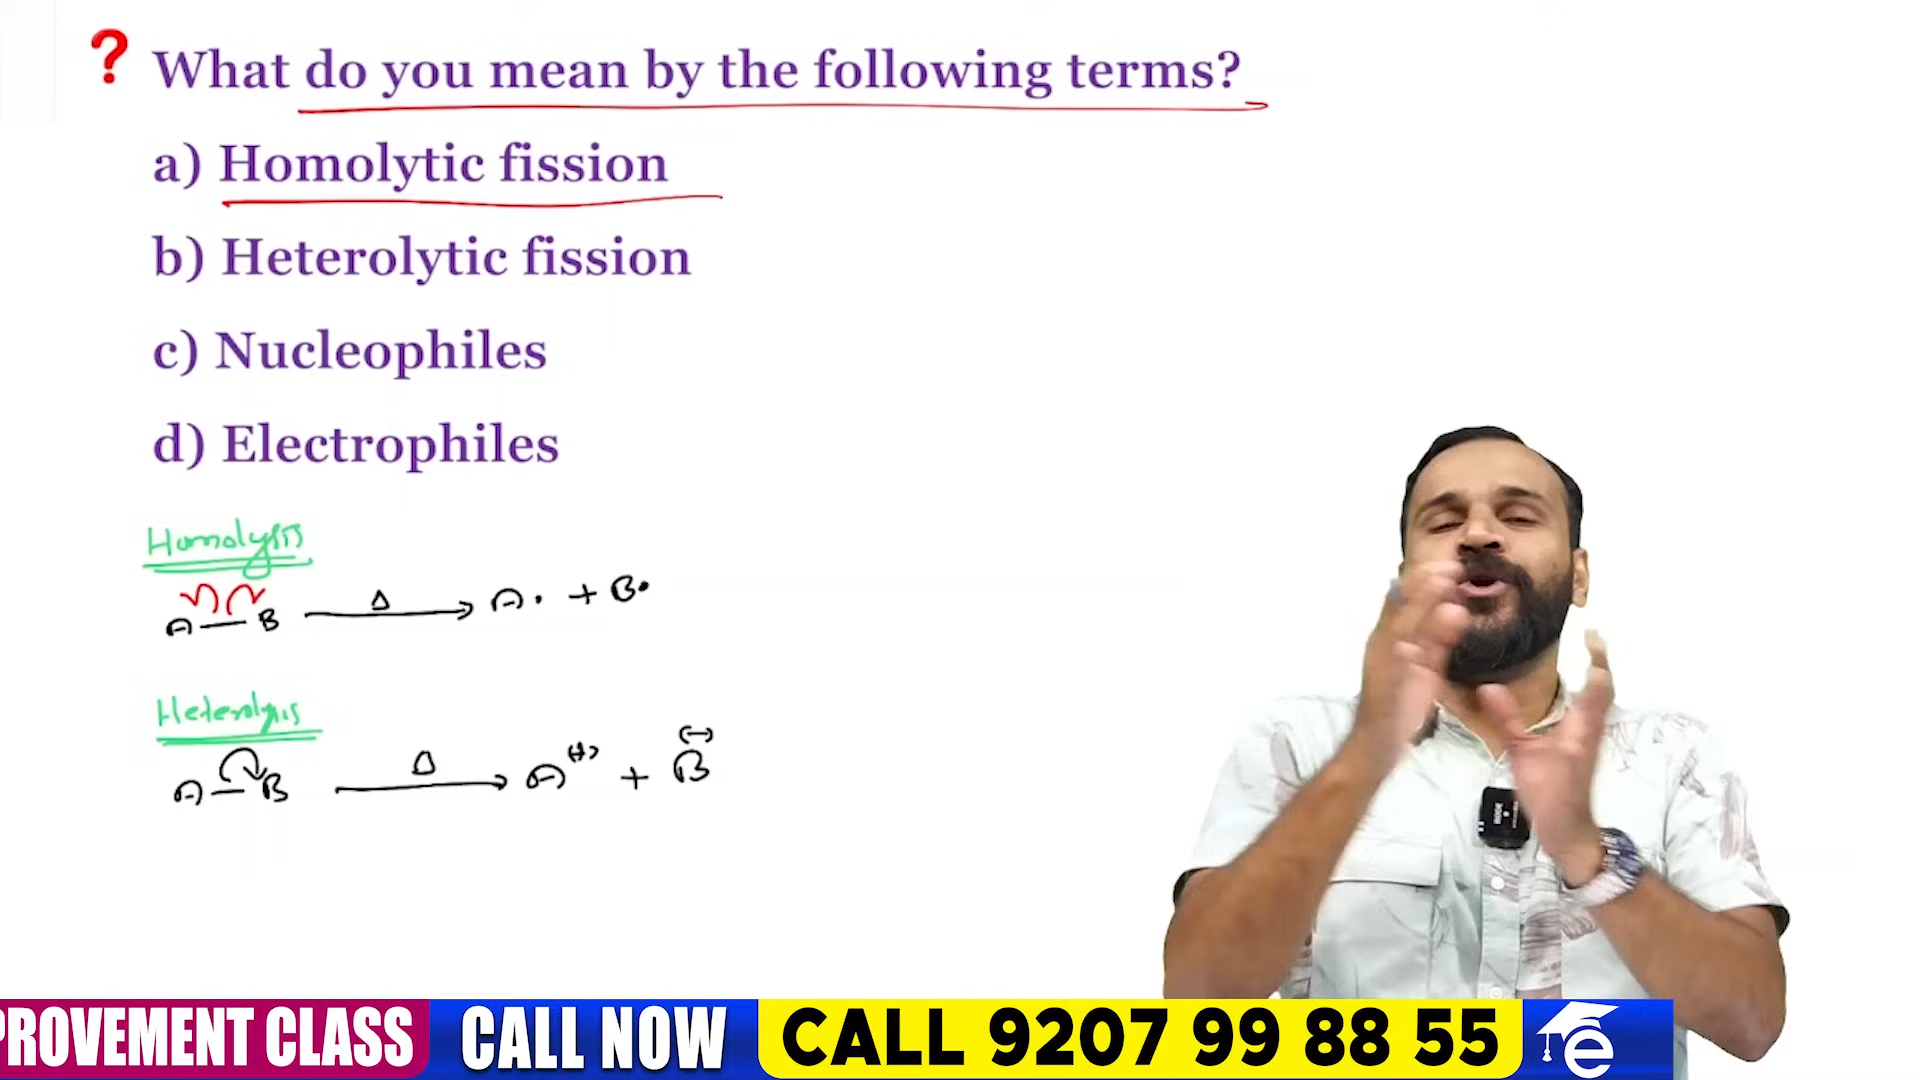 ❓ What do you mean by the following terms?
a) Homolytic fission
b) Heterolytic fission
c) Nucleophiles
d) Electrophiles
Homolysis
A — B Δ→ A• + B•
Heterolysis
A — B Δ→ A(+) + B(-)
PROVEMENT CLASS CALL NOW CALL 9207 99 88 55 e